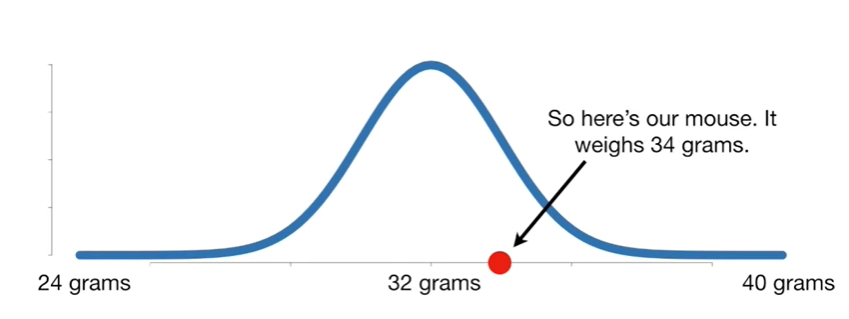 So here’s our mouse. It
weighs 34 grams.
24 grams
32 grams
40 grams